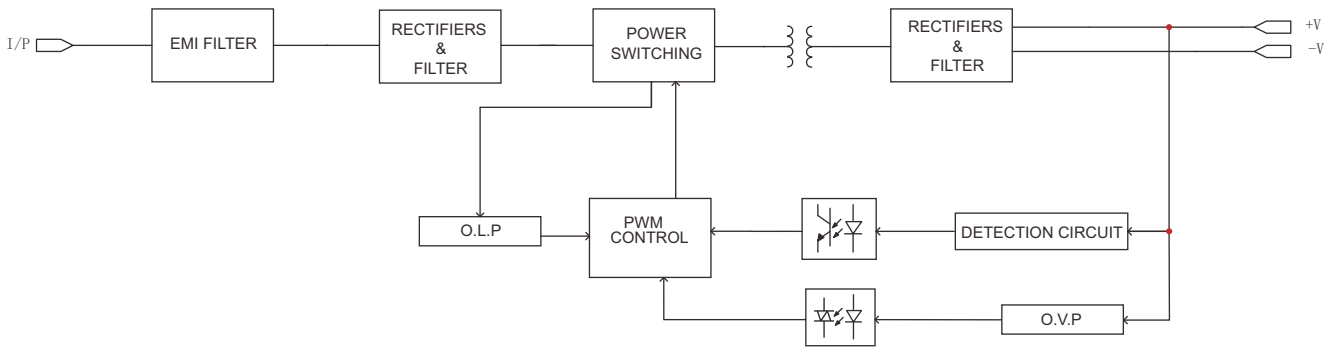 I/P
EMI FILTER
RECTIFIERS
&
FILTER
POWER
SWITCHING
RECTIFIERS
&
FILTER
+V
-V
O.L.P
PWM
CONTROL
DETECTION CIRCUIT
O.V.P